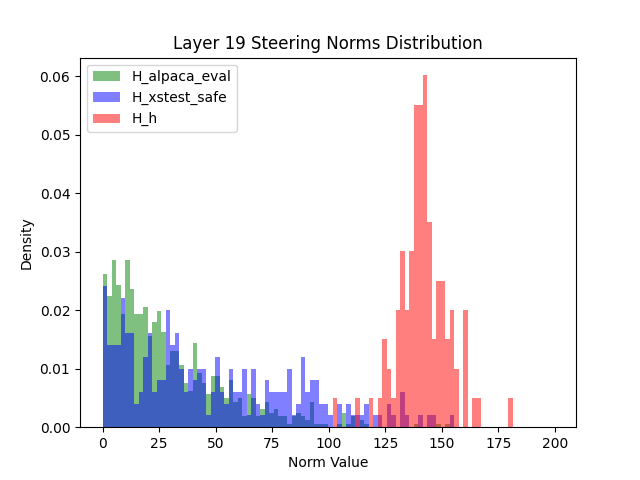 Layer 19 Steering Norms Distribution
H_alpaca_eval
H_xstest_safe
H_h
Density
0.06
0.05
0.04
0.03
0.02
0.01
0.00
0 25 50 75 100 125 150 175 200
Norm Value